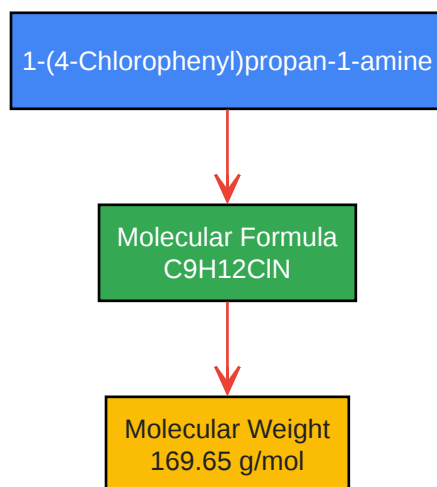 1-(4-Chlorophenyl)propan-1-amine
Molecular Formula
C9H12ClN
Molecular Weight
169.65 g/mol